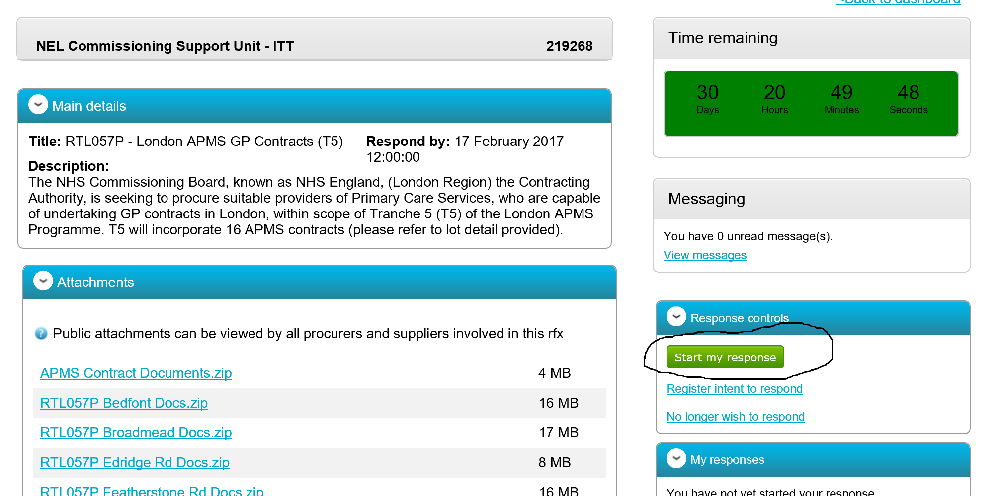 <Back to dashboard
NEL Commissioning Support Unit - ITT 219268
Main details
Title: RTL057P - London APMS GP Contracts (T5)
Respond by: 17 February 2017
12:00:00
Description:
The NHS Commissioning Board, known as NHS England, (London Region) the Contracting
Authority, is seeking to procure suitable providers of Primary Care Services, who are capable
of undertaking GP contracts in London, within scope of Tranche 5 (T5) of the London APMS
Programme. T5 will incorporate 16 APMS contracts (please refer to lot detail provided).
Attachments
? Public attachments can be viewed by all procurers and suppliers involved in this rfx
APMS Contract Documents.zip 4 MB
RTL057P Bedfont Docs.zip 16 MB
RTL057P Broadmead Docs.zip 17 MB
RTL057P Edridge Rd Docs.zip 8 MB
RTL057P Featherstone Rd Docs.zip 16 MB
Time remaining
30 20 49 48
Days Hours Minutes Seconds
Messaging
You have 0 unread message(s).
View messages
Response controls
Start my response
Register intent to respond
No longer wish to respond
My responses
You have not yet started your response